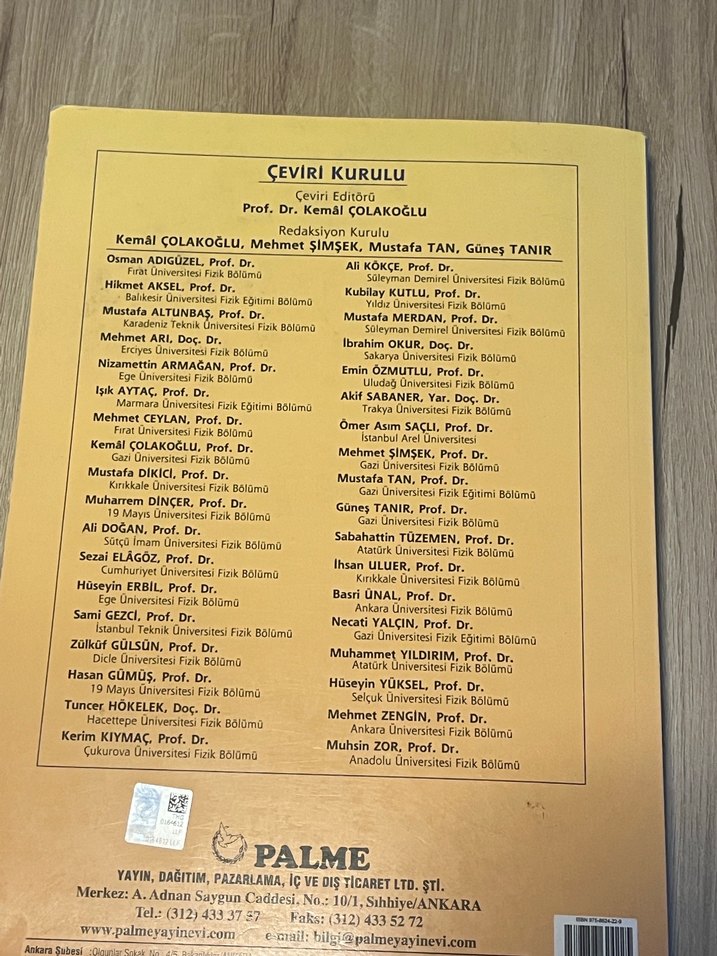 ÇEVİRİ KURULU
Çeviri Editörü
Prof. Dr. Kemâl ÇOLAKOĞLU
Redaksiyon Kurulu
Kemâl ÇOLAKOĞLU, Mehmet ŞİMŞEK, Mustafa TAN, Güneş TANIR
Osman ADIGÜZEL, Prof. Dr.
Fırat Üniversitesi Fizik Bölümü
Hikmet AKSEL, Prof. Dr.
Balıkesir Üniversitesi Fizik Eğitimi Bölümü
Mustafa ALTUNBAŞ, Prof. Dr.
Karadeniz Teknik Üniversitesi Fizik Bölümü
Mehmet ARI, Doç. Dr.
Erciyes Üniversitesi Fizik Bölümü
Nizamettin ARMAĞAN, Prof. Dr.
Ege Üniversitesi Fizik Bölümü
Işık AYTAÇ, Prof. Dr.
Marmara Üniversitesi Fizik Eğitimi Bölümü
Mehmet CEYLAN, Prof. Dr.
Fırat Üniversitesi Fizik Bölümü
Kemâl ÇOLAKOĞLU, Prof. Dr.
Gazi Üniversitesi Fizik Bölümü
Mustafa DİKİCİ, Prof. Dr.
Kırıkkale Üniversitesi Fizik Bölümü
Muharrem DİNÇER, Prof. Dr.
19 Mayıs Üniversitesi Fizik Bölümü
Ali DOĞAN, Prof. Dr.
Sütçü İmam Üniversitesi Fizik Bölümü
Sezai ELÂGÖZ, Prof. Dr.
Cumhuriyet Üniversitesi Fizik Bölümü
Hüseyin ERBİL, Prof. Dr.
Ege Üniversitesi Fizik Bölümü
Sami GEZCİ, Prof. Dr.
İstanbul Teknik Üniversitesi Fizik Bölümü
Zülküf GÜLSÜN, Prof. Dr.
Dicle Üniversitesi Fizik Bölümü
Hasan GÜMÜŞ, Prof. Dr.
19 Mayıs Üniversitesi Fizik Bölümü
Tuncer HÖKELEK, Doç. Dr.
Hacettepe Üniversitesi Fizik Bölümü
Kerim KIYMAÇ, Prof. Dr.
Çukurova Üniversitesi Fizik Bölümü
Ali KÖKÇE, Prof. Dr.
Süleyman Demirel Üniversitesi Fizik Bölümü
Kubilay KUTLU, Prof. Dr.
Yıldız Üniversitesi Fizik Bölümü
Mustafa MERDAN, Prof. Dr.
Süleyman Demirel Üniversitesi Fizik Bölümü
İbrahim OKUR, Doç. Dr.
Sakarya Üniversitesi Fizik Bölümü
Emin ÖZMUTLU, Prof. Dr.
Uludağ Üniversitesi Fizik Bölümü
Akif SABANER, Yar. Doç. Dr.
Trakya Üniversitesi Fizik Bölümü
Ömer Asım SAÇLI, Prof. Dr.
İstanbul Arel Üniversitesi
Mehmet ŞİMŞEK, Prof. Dr.
Gazi Üniversitesi Fizik Bölümü
Mustafa TAN, Prof. Dr.
Gazi Üniversitesi Fizik Eğitimi Bölümü
Güneş TANIR, Prof. Dr.
Gazi Üniversitesi Fizik Bölümü
Sabahattin TÜZEMEN, Prof. Dr.
Atatürk Üniversitesi Fizik Bölümü
İhsan ULUER, Prof. Dr.
Kırıkkale Üniversitesi Fizik Bölümü
Basri ÜNAL, Prof. Dr.
Ankara Üniversitesi Fizik Bölümü
Necati YALÇIN, Prof. Dr.
Gazi Üniversitesi Fizik Eğitimi Bölümü
Muhammet YILDIRIM, Prof. Dr.
Atatürk Üniversitesi Fizik Bölümü
Hüseyin YÜKSEL, Prof. Dr.
Selçuk Üniversitesi Fizik Bölümü
Mehmet ZENGİN, Prof. Dr.
Ankara Üniversitesi Fizik Bölümü
Muhsin ZOR, Prof. Dr.
Anadolu Üniversitesi Fizik Bölümü
PALME
YAYIN, DAĞITIM, PAZARLAMA, İÇ VE DIŞ TİCARET LTD. ŞTİ.
Merkez: A. Adnan Saygun Caddesi, No.: 10/1, Sıhhiye/ANKARA
Tel.: (312) 433 37 57 Faks: (312) 433 52 72
www.palmeyayinevi.com e-mail: bilgi@palmeyayinevi.com
Ankara Şubesi : Olgunlar Sokak, No: 4/5,
ISBN